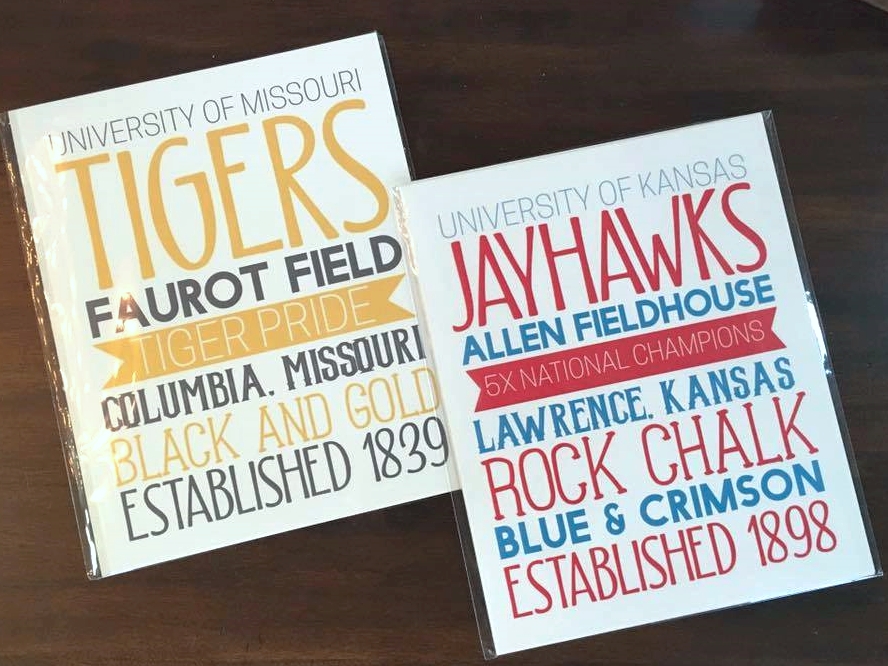 UNIVERSITY OF MISSOURI
TIGERS
FAUROT FIELD
TIGER PRIDE
COLUMBIA, MISSOURI
BLACK AND GOLD
ESTABLISHED 1839
UNIVERSITY OF KANSAS
JAYHAWKS
ALLEN FIELDHOUSE
5X NATIONAL CHAMPIONS
LAWRENCE, KANSAS
ROCK CHALK
BLUE & CRIMSON
ESTABLISHED 1898